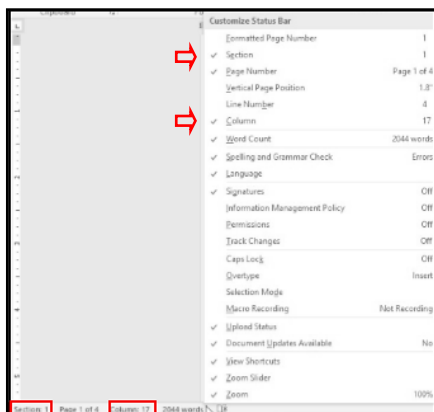 Customize Status Bar
Formatted Page Number 1
Section 1
Page Number Page 1 of 4
Vertical Page Position 1.8"
Line Number 4
Column 17
Word Count 2044 words
Spelling and Grammar Check Errors
Language
Signatures Off
Information Management Policy Off
Permissions Off
Track Changes Off
Caps Lock Off
Overtype Insert
Selection Mode
Macro Recording Not Recording
Upload Status
Document Updates Available No
View Shortcuts
Zoom Slider
Zoom 100%
Section: 1 Page 1 of 4 Column: 17 2044 words